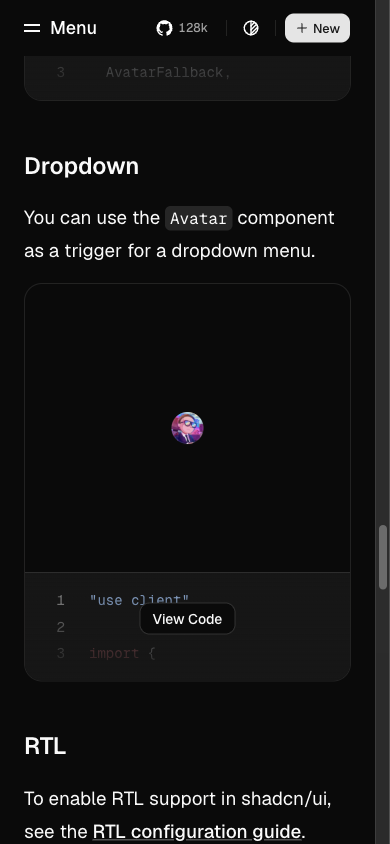 Menu
128k
+ New
3 AvatarFallback,
Dropdown
You can use the Avatar component
as a trigger for a dropdown menu.
1 "use client"
2
View Code
3 import {
RTL
To enable RTL support in shadcn/ui,
see the RTL configuration guide.